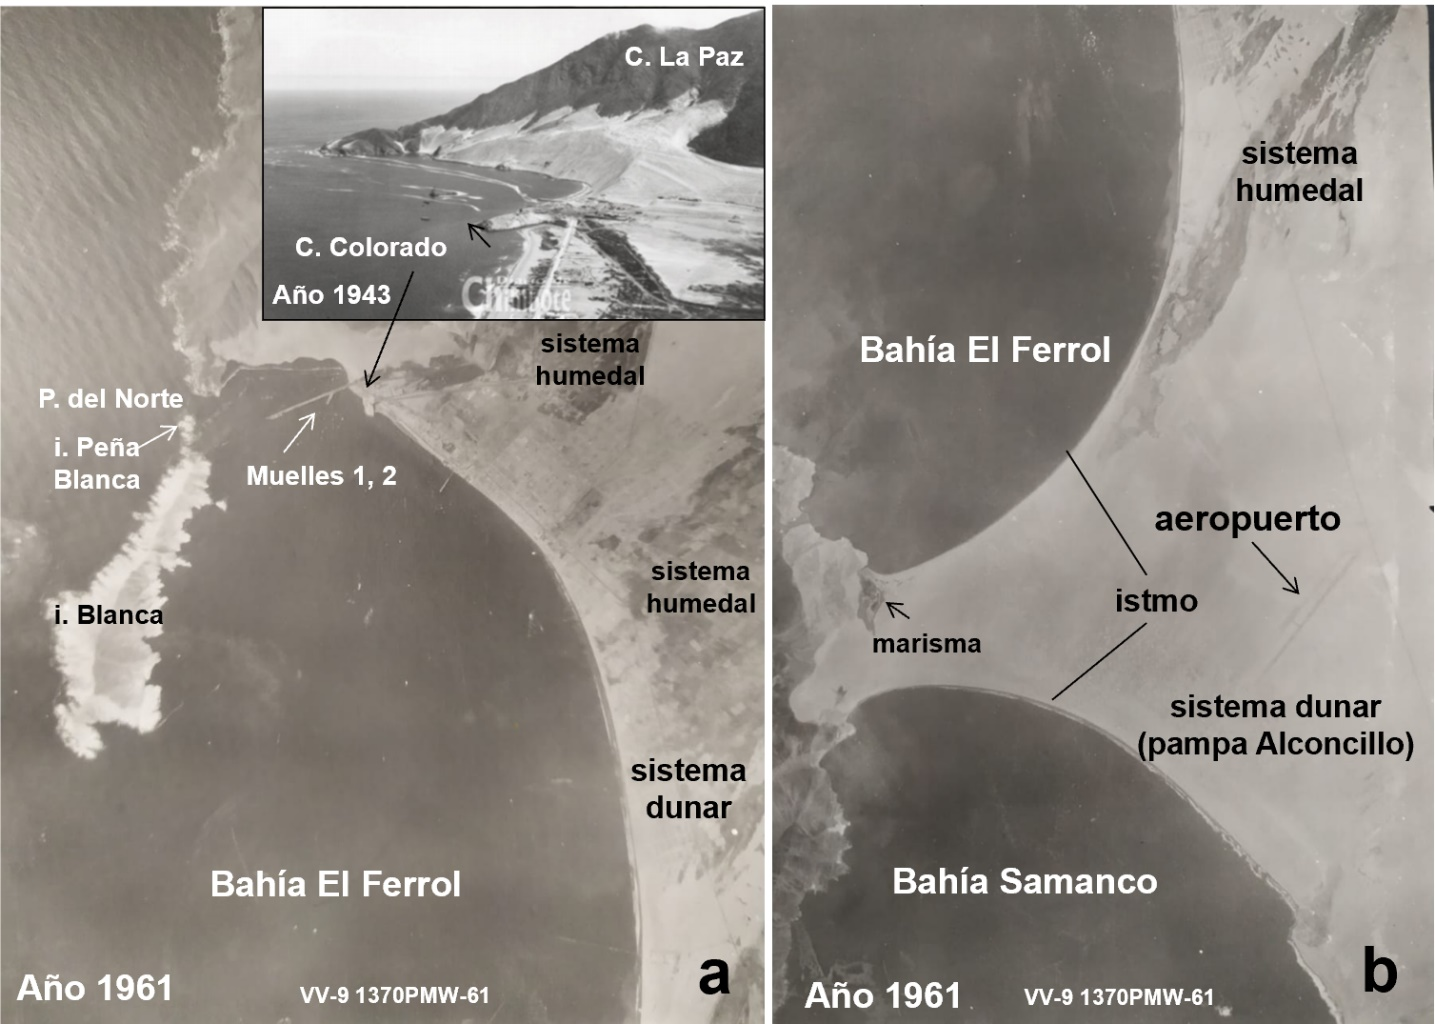 C. La Paz
C. Colorado
Año 1943
Chimbote
sistema
humedal
P. del Norte
i. Peña
Blanca
Muelles 1, 2
sistema
humedal
i. Blanca
sistema
dunar
Bahía El Ferrol
Año 1961
VV-9 1370PMW-61
a
sistema
humedal
Bahía El Ferrol
aeropuerto
istmo
marisma
sistema dunar
(pampa Alconcillo)
Bahía Samanco
Año 1961
VV-9 1370PMW-61
b